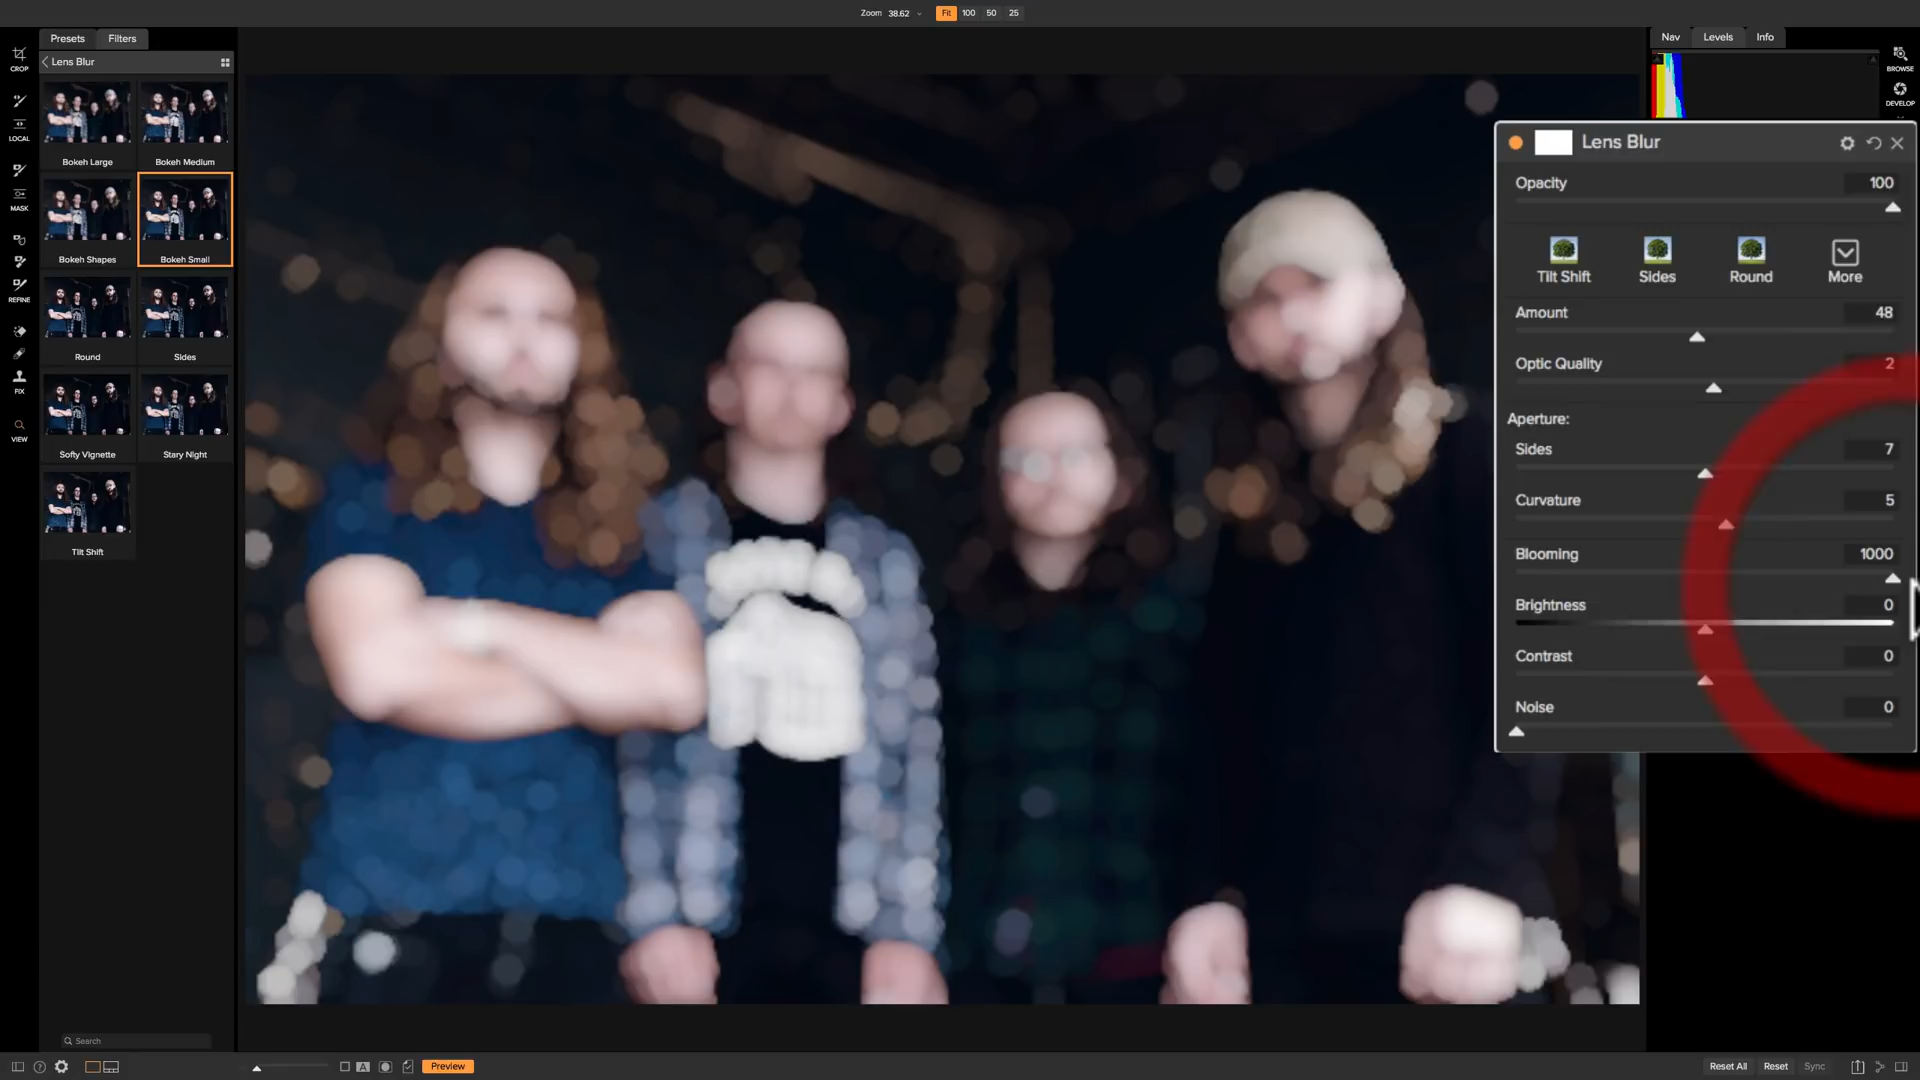 Zoom 38.62 Fit 100 50 25
Presets Filters
Nav Levels Info
Lens Blur
CROP
LOCAL
MASK
REFINE
FIX
VIEW
Bokeh Large Bokeh Medium
Bokeh Shapes Bokeh Small
Round Sides
Softy Vignette Stary Night
Tilt Shift
Search
BROWSE
DEVELOP
Lens Blur
Opacity 100
Tilt Shift Sides Round More
Amount 48
Optic Quality 2
Aperture:
Sides 7
Curvature 5
Blooming 1000
Brightness 0
Contrast 0
Noise 0
? A Preview
Reset All Reset Sync